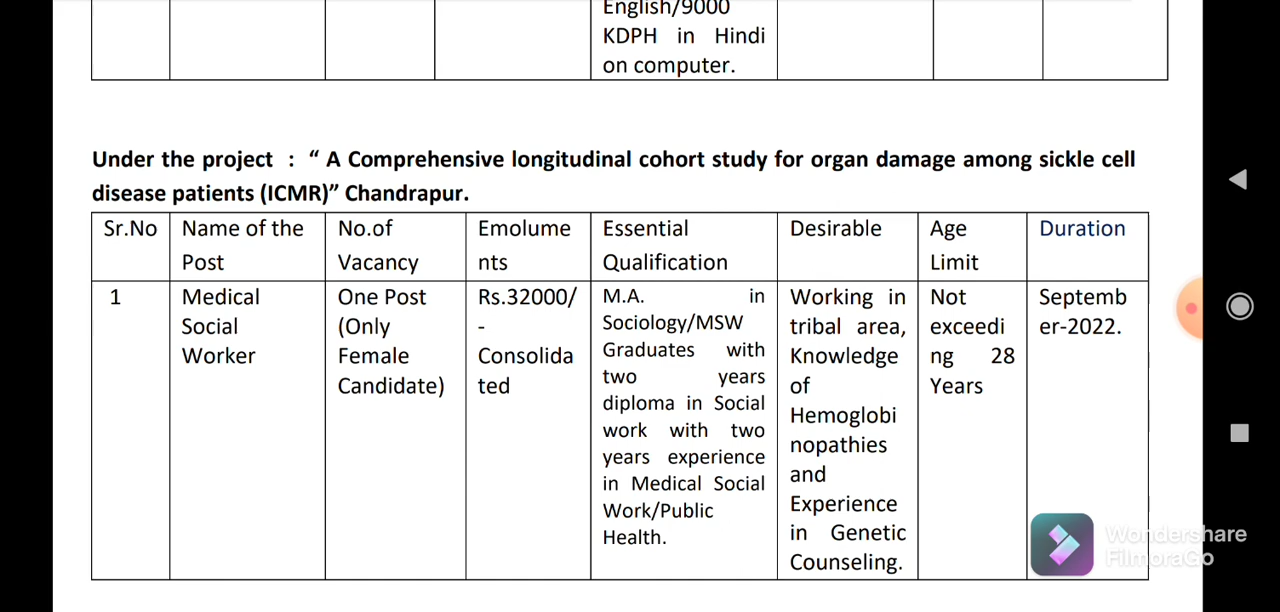 English/9000
KDPH in Hindi
on computer.
Under the project : “ A Comprehensive longitudinal cohort study for organ damage among sickle cell
disease patients (ICMR)” Chandrapur.
Sr.No
Name of the
Post
No.of
Vacancy
Emolume
nts
Essential
Qualification
Desirable
Age
Limit
Duration
1
Medical
Social
Worker
One Post
(Only
Female
Candidate)
Rs.32000/
-
Consolida
ted
M.A. in
Sociology/MSW
Graduates with
two years
diploma in Social
work with two
years experience
in Medical Social
Work/Public
Health.
Working in
tribal area,
Knowledge
of
Hemoglobi
nopathies
and
Experience
in Genetic
Counseling.
Not
exceedi
ng 28
Years
Septemb
er-2022.
Wondershare
FilmoraGo